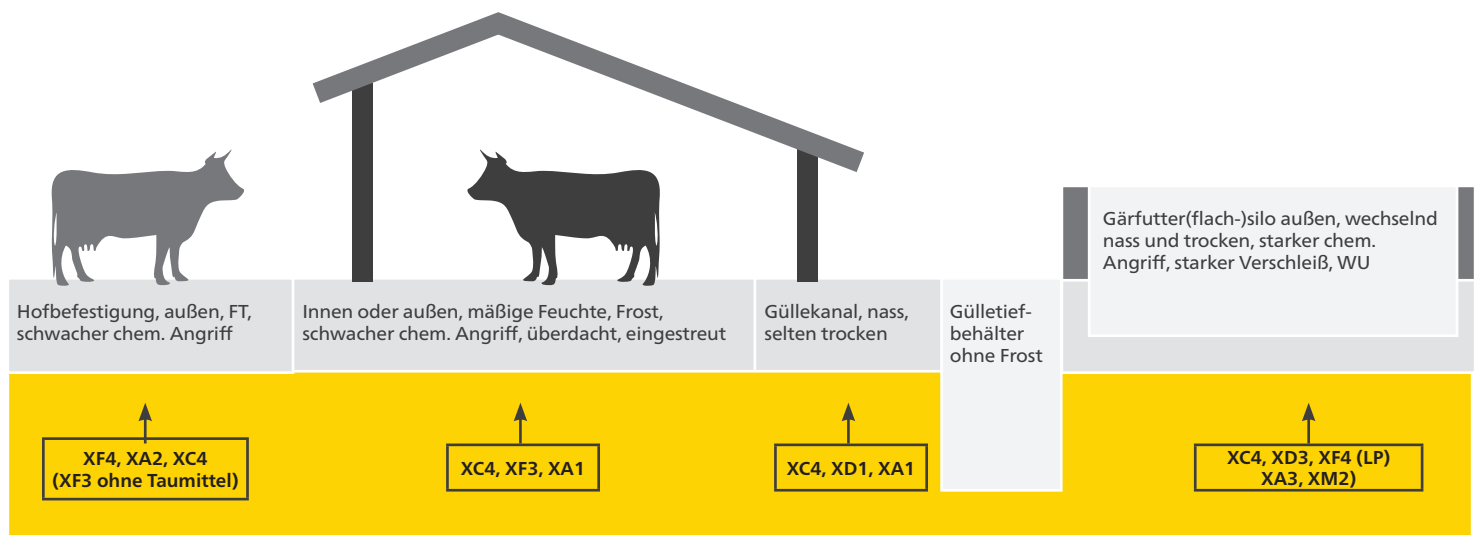 Hofbefestigung, außen, FT,
schwacher chem. Angriff
Innen oder außen, mäßige Feuchte, Frost,
schwacher chem. Angriff, überdacht, eingestreut
Güllekanal, nass,
selten trocken
Gülletief-
behälter
ohne Frost
Gärfutter(flach-)silo außen, wechselnd
nass und trocken, starker chem.
Angriff, starker Verschleiß, WU
XF4, XA2, XC4
(XF3 ohne Taumittel)
XC4, XF3, XA1
XC4, XD1, XA1
XC4, XD3, XF4 (LP)
XA3, XM2)